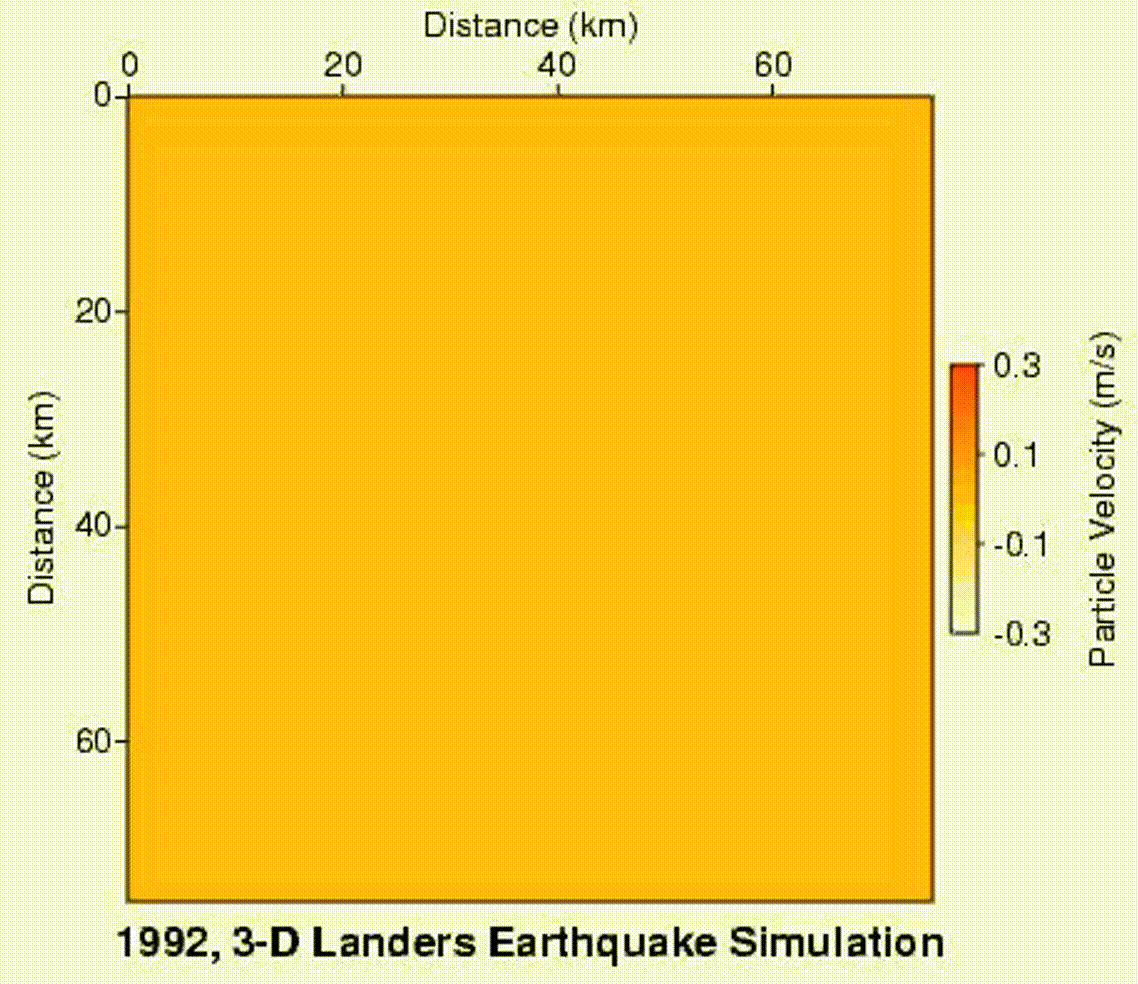 Distance (km)
0 20 40 60
0
20
40
60
Distance (km)
0.3
0.1
-0.1
-0.3
Particle Velocity (m/s)
1992, 3-D Landers Earthquake Simulation